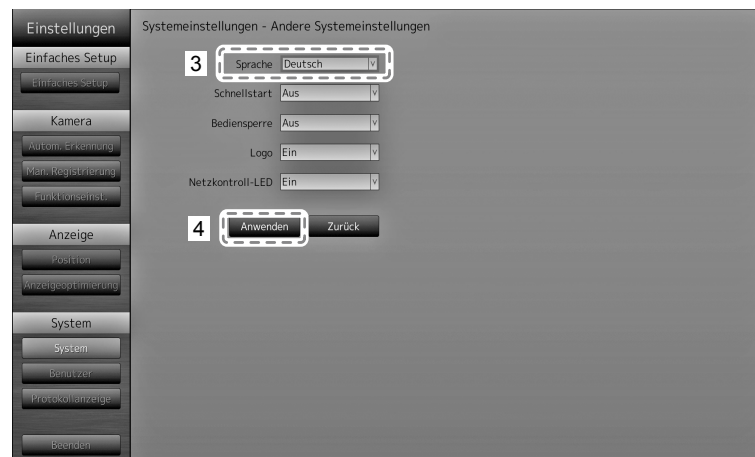 Einstellungen
Einfaches Setup
Einfaches Setup
Kamera
Autom. Erkennung
Man. Registrierung
Funktionseinst.
Anzeige
Position
Anzeigeoptimierung
System
System
Benutzer
Protokollanzeige
Beenden
Systemeinstellungen - Andere Systemeinstellungen
3 Sprache Deutsch
Schnellstart Aus
Bediensperre Aus
Logo Ein
Netzkontroll-LED Ein
4 Anwenden Zurück